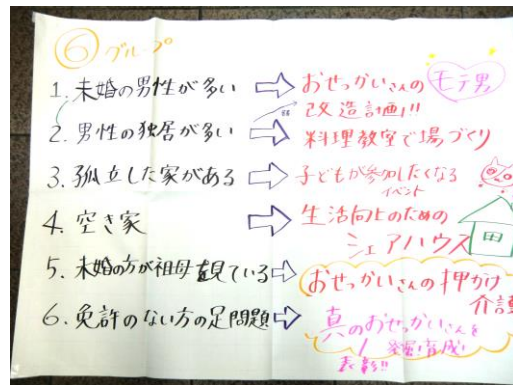 ⑥グループ
1. 未婚の男性が多い ⇨ おせっかいさんの モテ男
改造計画!!
2. 男性の独居が多い ⇨ 料理教室で場づくり
3. 孤立した家がある ⇨ 子どもが参加したくなる
イベント
4. 空き家 ⇨ 生活向上のための
シェアハウス
5. 未婚の方が祖母を見ている ⇨ おせっかいさんの押かけ
介護
6. 免許のない方の足問題 ⇨ 真のおせっかいさんを
発掘!育成!
表彰!!